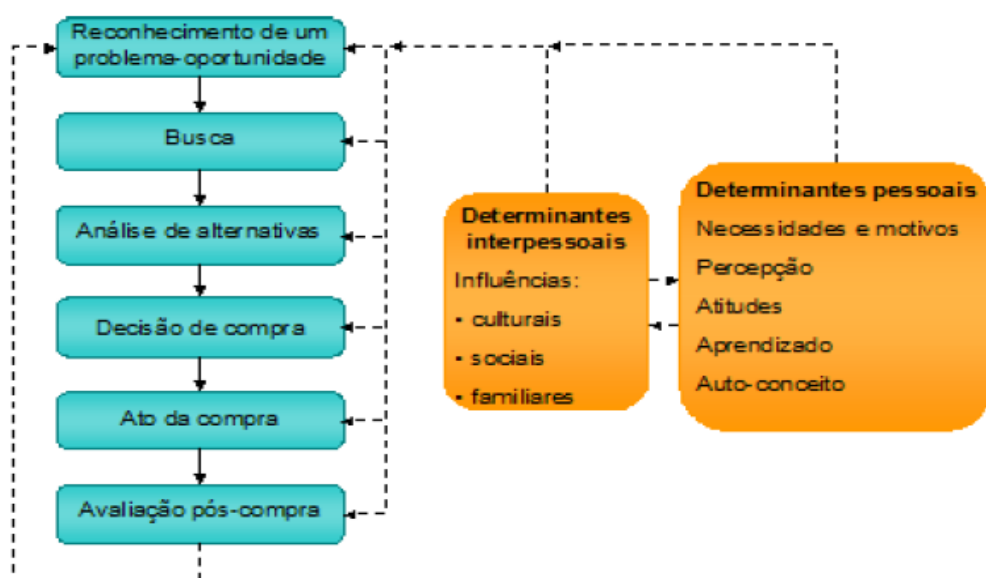 Reconhecimento de um
problema-oportunidade
Busca
Análise de alternativas
Decisão de compra
Ato da compra
Avaliação pós-compra
Determinantes
interpessoais
Influências:
• culturais
• sociais
• familiares
Determinantes pessoais
Necessidades e motivos
Percepção
Atitudes
Aprendizado
Auto-conceito